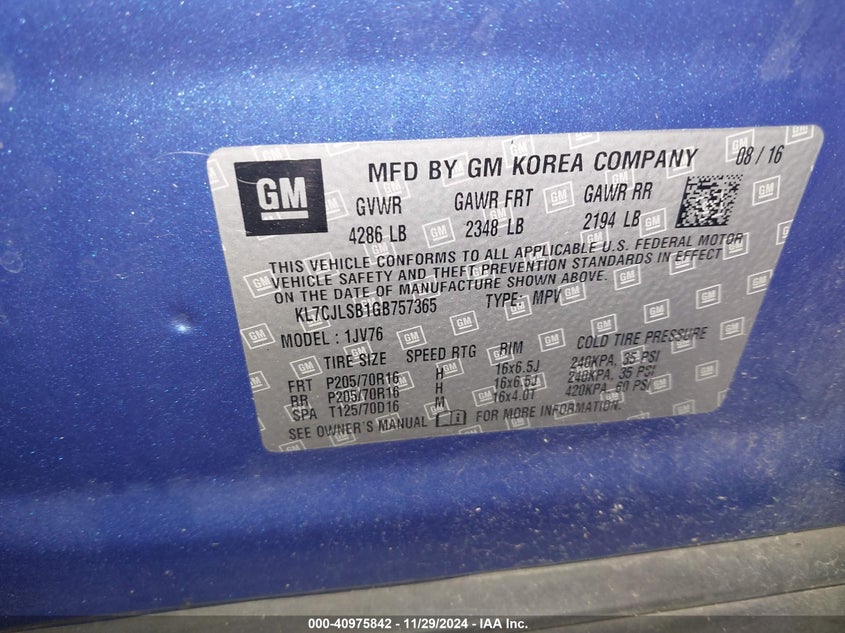 GM
MFD BY GM KOREA COMPANY 08 / 16
GVWR GAWR FRT GAWR RR
4286 LB 2348 LB 2194 LB
THIS VEHICLE CONFORMS TO ALL APPLICABLE U.S. FEDERAL MOTOR
VEHICLE SAFETY AND THEFT PREVENTION STANDARDS IN EFFECT
ON THE DATE OF MANUFACTURE SHOWN ABOVE.
KL7CJLSB1GB757365 TYPE: MPV
MODEL : 1JV76
TIRE SIZE SPEED RTG RIM COLD TIRE PRESSURE
FRT P205/70R16 H 16x6.5J 240KPA, 35 PSI
RR P205/70R16 H 16x6.5J 240KPA, 35 PSI
SPA T125/70D16 M 16x4.0T 420KPA, 60 PSI
SEE OWNER'S MANUAL FOR MORE INFORMATION.
000-40975842 - 11/29/2024 - IAA Inc.